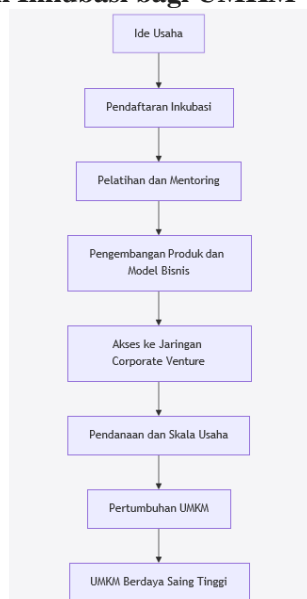 Inkubasi bagi UMKM
Ide Usaha
Pendaftaran Inkubasi
Pelatihan dan Mentoring
Pengembangan Produk dan
Model Bisnis
Akses ke Jaringan
Corporate Venture
Pendanaan dan Skala Usaha
Pertumbuhan UMKM
UMKM Berdaya Saing Tinggi